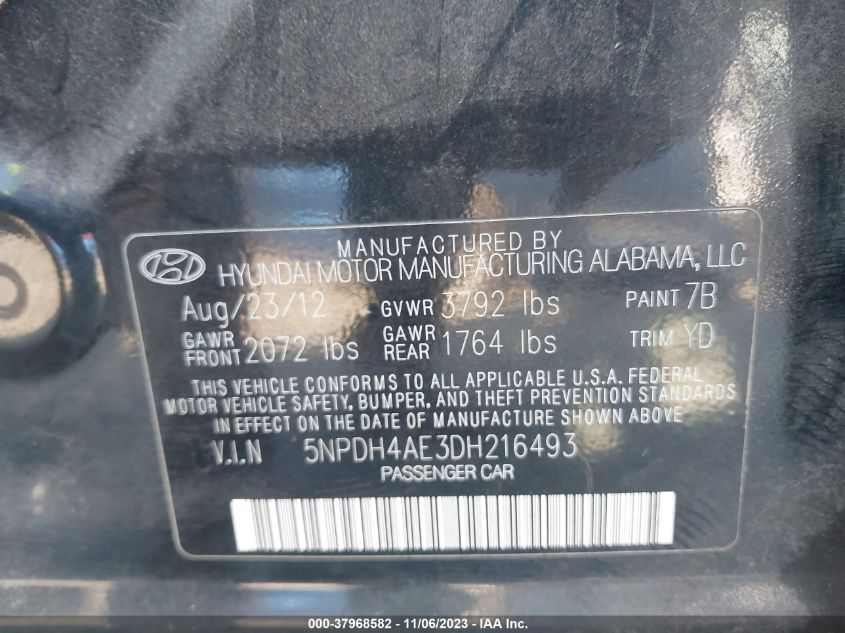 MANUFACTURED BY
HYUNDAI MOTOR MANUFACTURING ALABAMA, LLC
Aug/23/12 GVWR 3792 lbs PAINT 7B
GAWR FRONT 2072 lbs GAWR REAR 1764 lbs TRIM YD
THIS VEHICLE CONFORMS TO ALL APPLICABLE U.S.A. FEDERAL
MOTOR VEHICLE SAFETY, BUMPER, AND THEFT PREVENTION STANDARDS
IN EFFECT ON THE DATE OF MANUFACTURE SHOWN ABOVE
V.I.N 5NPDH4AE3DH216493
PASSENGER CAR
000-37968582 - 11/06/2023 - IAA Inc.